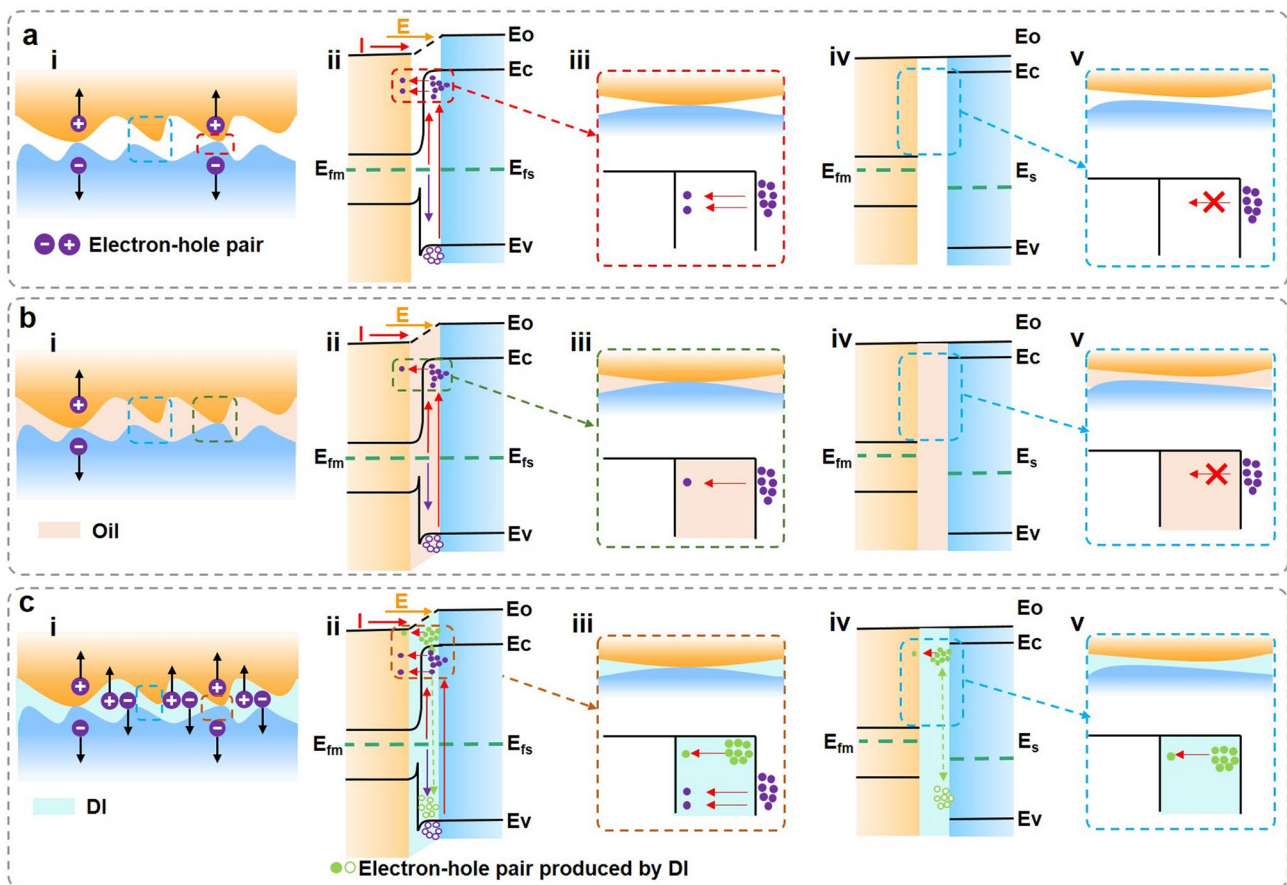 a
i
ii
iii
iv
v
I
E
Eo
Ec
Efm
Efs
Ev
Eo
Ec
Efm
Es
Ev
− + Electron-hole pair
b
i
ii
iii
iv
v
I
E
Eo
Ec
Efm
Efs
Ev
Eo
Ec
Efm
Es
Ev
Oil
c
i
ii
iii
iv
v
I
E
Eo
Ec
Efm
Efs
Ev
Eo
Ec
Efm
Es
Ev
DI
Electron-hole pair produced by DI